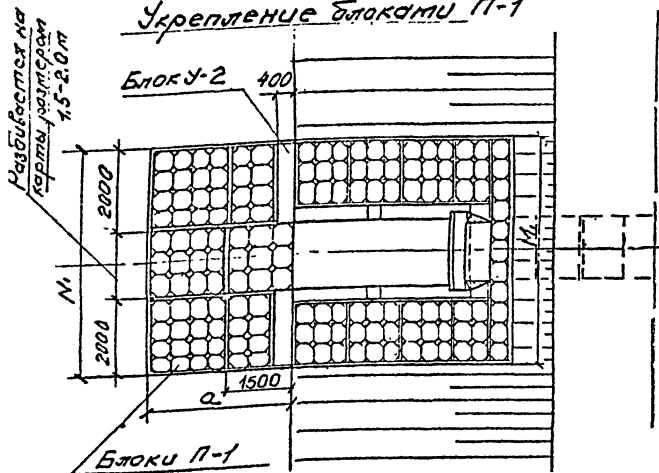 Укрепление блоками П-1
Разбивается на
карты размером
1,5-2,0 м
Блок У-2
400
2000
N₁
2000
1500
a
Блоки П-1